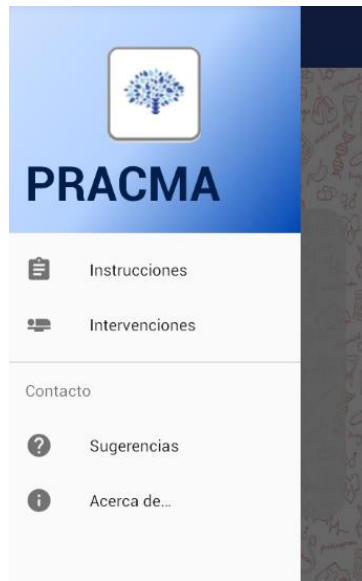 PRACMA
Instrucciones
Intervenciones
Contacto
Sugerencias
Acerca de...